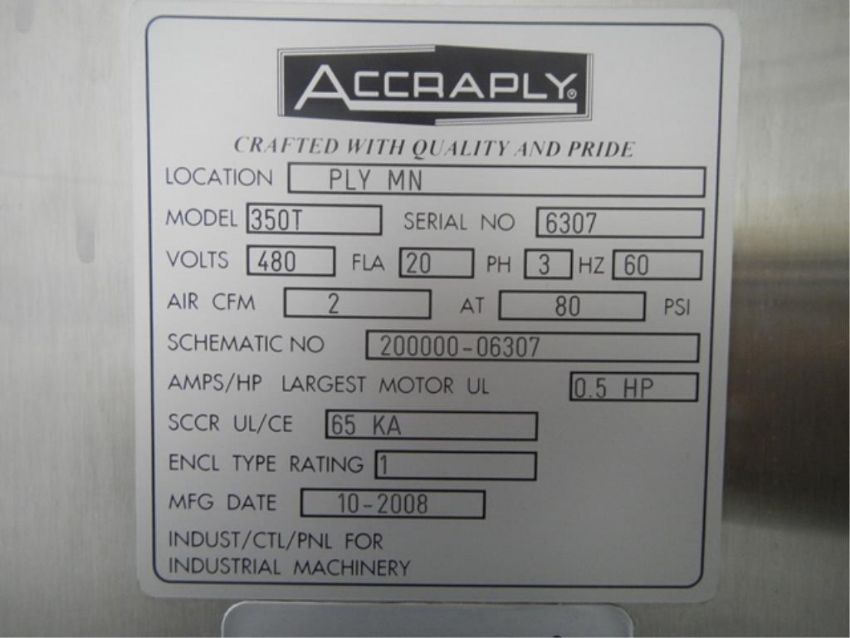 ACCRAPLY®
CRAFTED WITH QUALITY AND PRIDE
LOCATION PLY MN
MODEL 350T SERIAL NO 6307
VOLTS 480 FLA 20 PH 3 HZ 60
AIR CFM 2 AT 80 PSI
SCHEMATIC NO 200000-06307
AMPS/HP LARGEST MOTOR UL 0.5 HP
SCCR UL/CE 65 KA
ENCL TYPE RATING 1
MFG DATE 10-2008
INDUST/CTL/PNL FOR
INDUSTRIAL MACHINERY